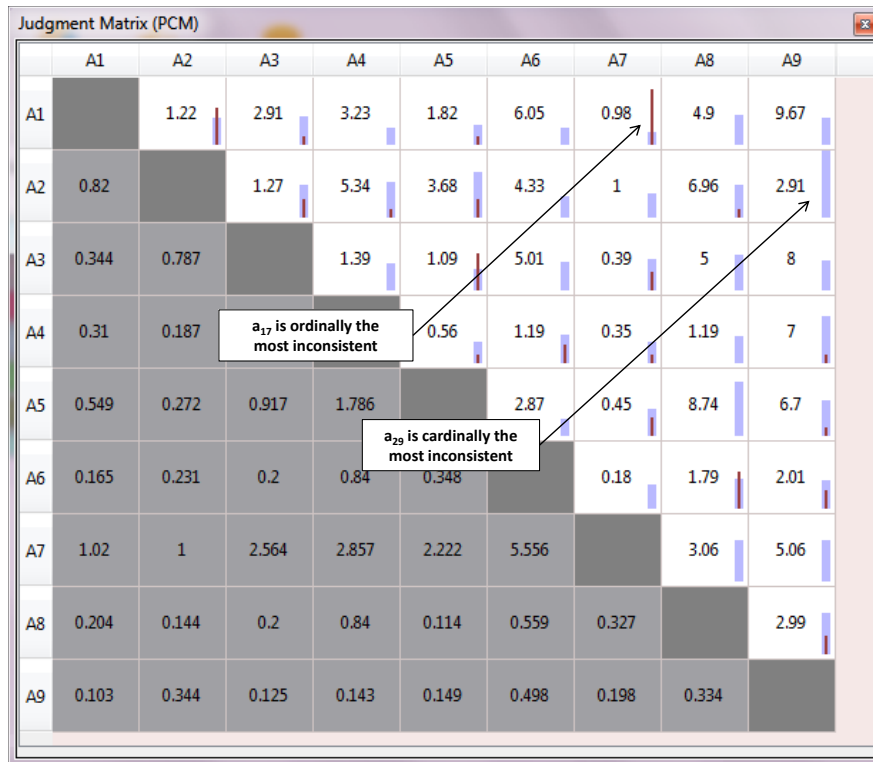 Judgment Matrix (PCM)
A1 A2 A3 A4 A5 A6 A7 A8 A9
A1 1.22 2.91 3.23 1.82 6.05 0.98 4.9 9.67
A2 0.82 1.27 5.34 3.68 4.33 1 6.96 2.91
A3 0.344 0.787 1.39 1.09 5.01 0.39 5 8
A4 0.31 0.187 0.56 1.19 0.35 1.19 7
a17 is ordinally the
most inconsistent
A5 0.549 0.272 0.917 1.786 2.87 0.45 8.74 6.7
a29 is cardinally the
most inconsistent
A6 0.165 0.231 0.2 0.84 0.348 0.18 1.79 2.01
A7 1.02 1 2.564 2.857 2.222 5.556 3.06 5.06
A8 0.204 0.144 0.2 0.84 0.114 0.559 0.327 2.99
A9 0.103 0.344 0.125 0.143 0.149 0.498 0.198 0.334